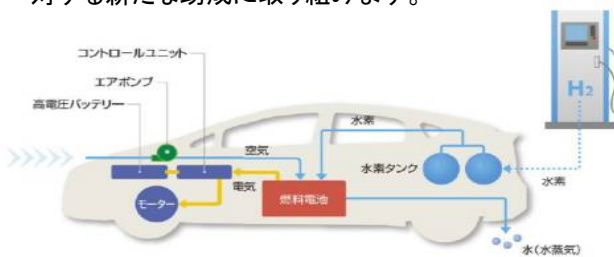 対する新たな助成に取り組みます。
コントロールユニット
エアポンプ
高電圧バッテリー
H2
水素
空気
水素タンク
水素
電気
燃料電池
モーター
水(水蒸気)